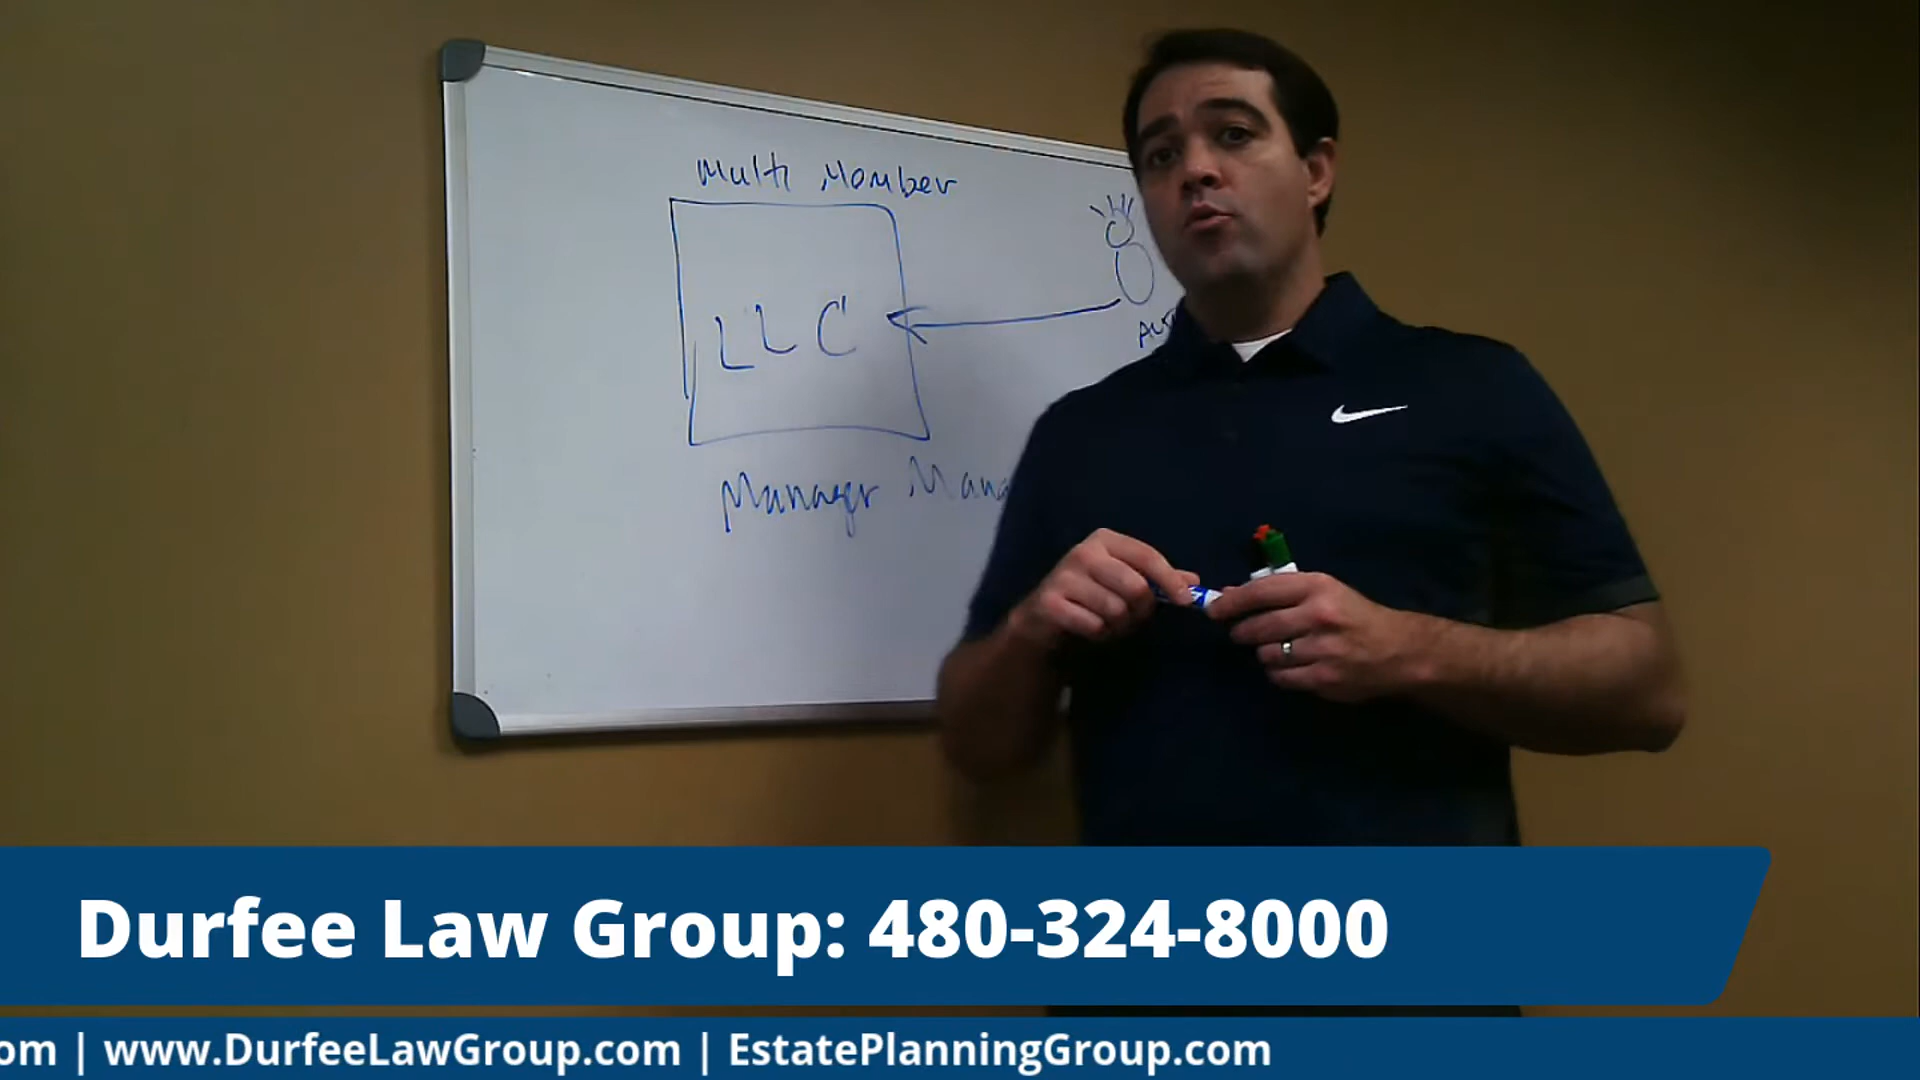 Multi Member
LLC
Manager
Durfee Law Group: 480-324-8000
om | www.DurfeeLawGroup.com | EstatePlanningGroup.com